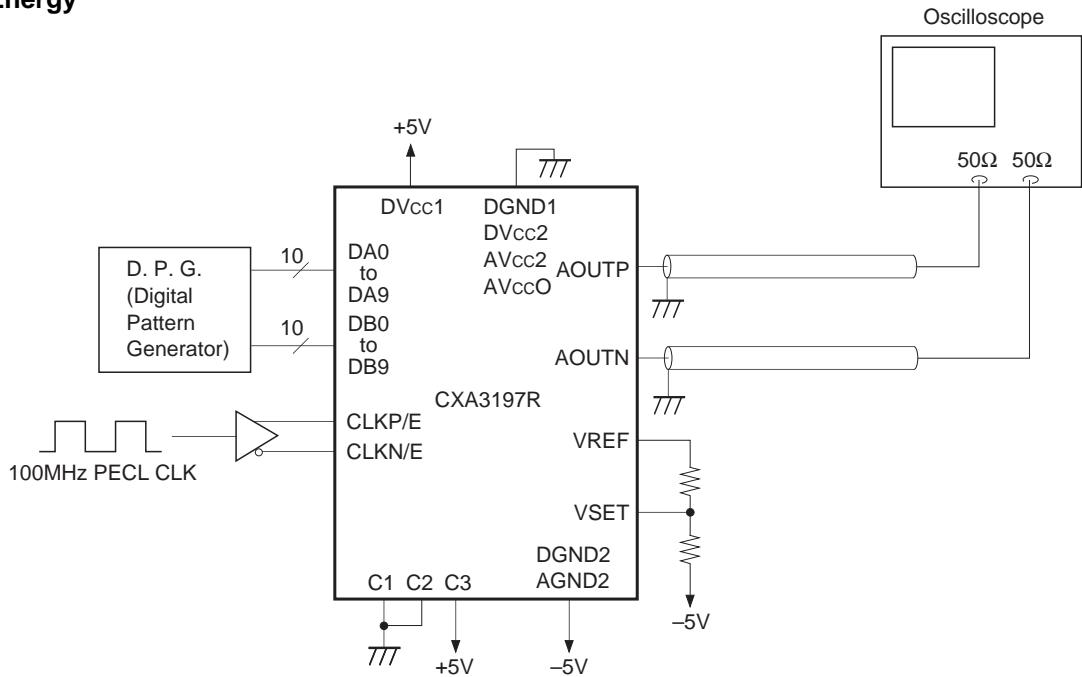 Oscilloscope
50Ω 50Ω
+5V
DVcc1
DGND1
DVcc2
AVcc2
AVccO
D. P. G.
(Digital
Pattern
Generator)
10
10
DA0
to
DA9
DB0
to
DB9
AOUTP
AOUTN
CXA3197R
CLKP/E
CLKN/E
100MHz PECL CLK
VREF
VSET
DGND2
AGND2
C1 C2 C3
+5V
–5V
–5V